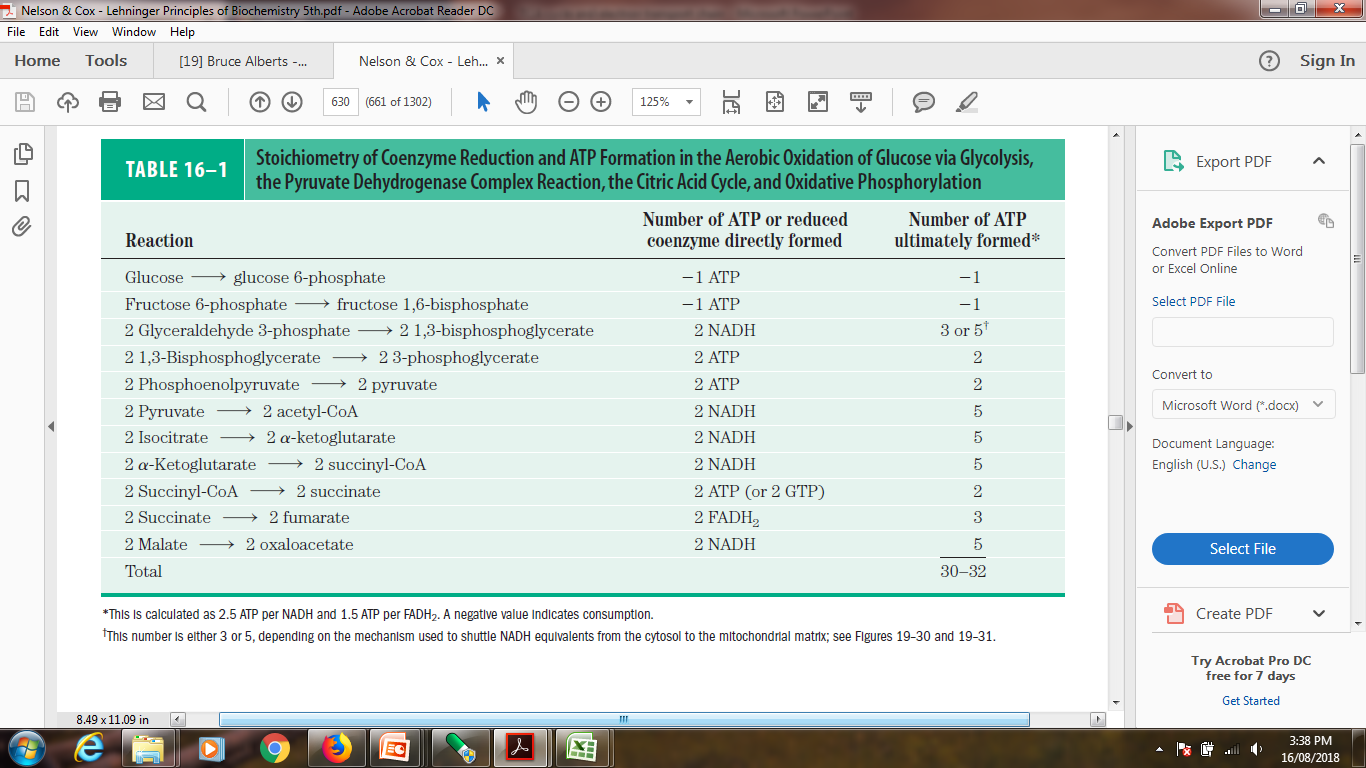 Nelson & Cox - Lehninger Principles of Biochemistry 5th.pdf - Adobe Acrobat Reader DC
File Edit View Window Help
Home Tools [19] Bruce Alberts -... Nelson & Cox - Leh... × ? Sign In
630 (661 of 1302) 125%
TABLE 16–1
Stoichiometry of Coenzyme Reduction and ATP Formation in the Aerobic Oxidation of Glucose via Glycolysis,
the Pyruvate Dehydrogenase Complex Reaction, the Citric Acid Cycle, and Oxidative Phosphorylation
Number of ATP or reduced Number of ATP
Reaction coenzyme directly formed ultimately formed*
Glucose ⟶ glucose 6-phosphate −1 ATP −1
Fructose 6-phosphate ⟶ fructose 1,6-bisphosphate −1 ATP −1
2 Glyceraldehyde 3-phosphate ⟶ 2 1,3-bisphosphoglycerate 2 NADH 3 or 5†
2 1,3-Bisphosphoglycerate ⟶ 2 3-phosphoglycerate 2 ATP 2
2 Phosphoenolpyruvate ⟶ 2 pyruvate 2 ATP 2
2 Pyruvate ⟶ 2 acetyl-CoA 2 NADH 5
2 Isocitrate ⟶ 2 α-ketoglutarate 2 NADH 5
2 α-Ketoglutarate ⟶ 2 succinyl-CoA 2 NADH 5
2 Succinyl-CoA ⟶ 2 succinate 2 ATP (or 2 GTP) 2
2 Succinate ⟶ 2 fumarate 2 FADH₂ 3
2 Malate ⟶ 2 oxaloacetate 2 NADH 5
Total 30–32
*This is calculated as 2.5 ATP per NADH and 1.5 ATP per FADH₂. A negative value indicates consumption.
†This number is either 3 or 5, depending on the mechanism used to shuttle NADH equivalents from the cytosol to the mitochondrial matrix; see Figures 19–30 and 19–31.
8.49 x 11.09 in
Export PDF
Adobe Export PDF
Convert PDF Files to Word
or Excel Online
Select PDF File
Convert to
Microsoft Word (*.docx)
Document Language:
English (U.S.) Change
Select File
Create PDF
Try Acrobat Pro DC
free for 7 days
Get Started
3:38 PM
16/08/2018